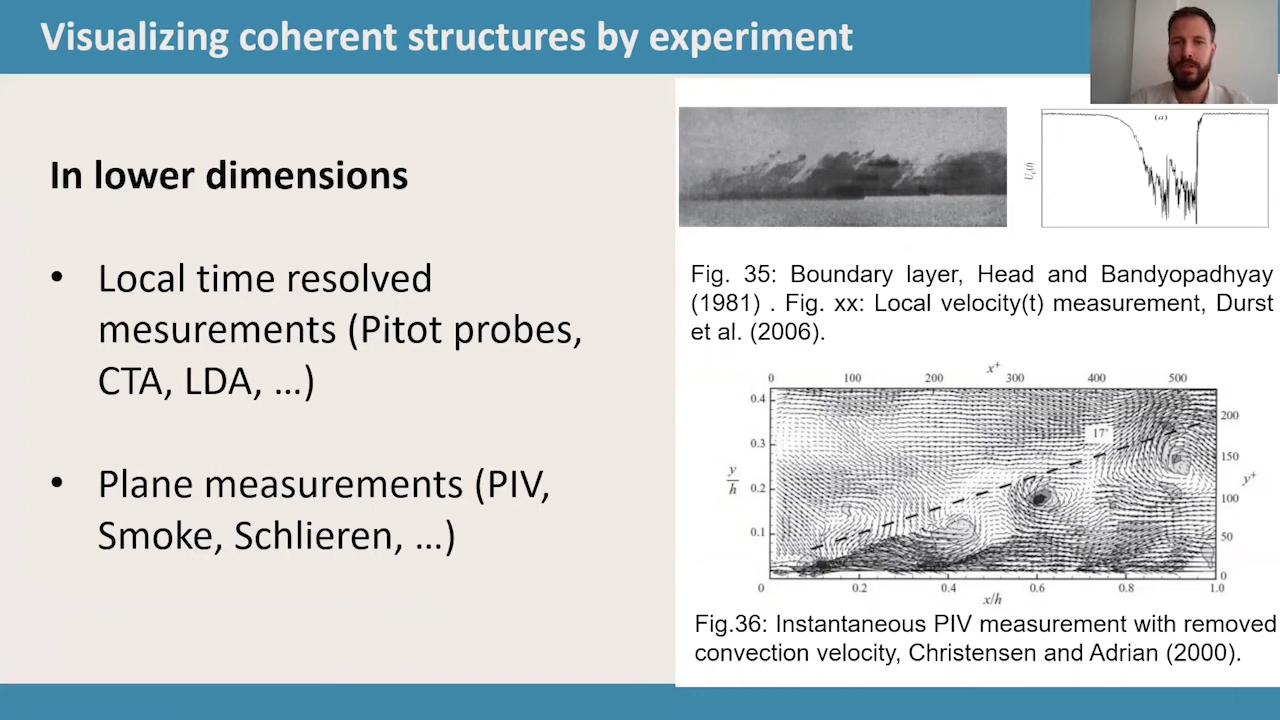 Visualizing coherent structures by experiment
In lower dimensions
• Local time resolved
mesurements (Pitot probes,
CTA, LDA, ...)
• Plane measurements (PIV,
Smoke, Schlieren, ...)
(a)
U_c(t)
Fig. 35: Boundary layer, Head and Bandyopadhyay
(1981) . Fig. xx: Local velocity(t) measurement, Durst
et al. (2006).
x+
0 100 200 300 400 500
0.4
0.3
0.2
0.1
0
y/h
17°
200
150
100
50
0
y+
0.2 0.4 0.6 0.8 1.0
x/h
Fig.36: Instantaneous PIV measurement with removed
convection velocity, Christensen and Adrian (2000).